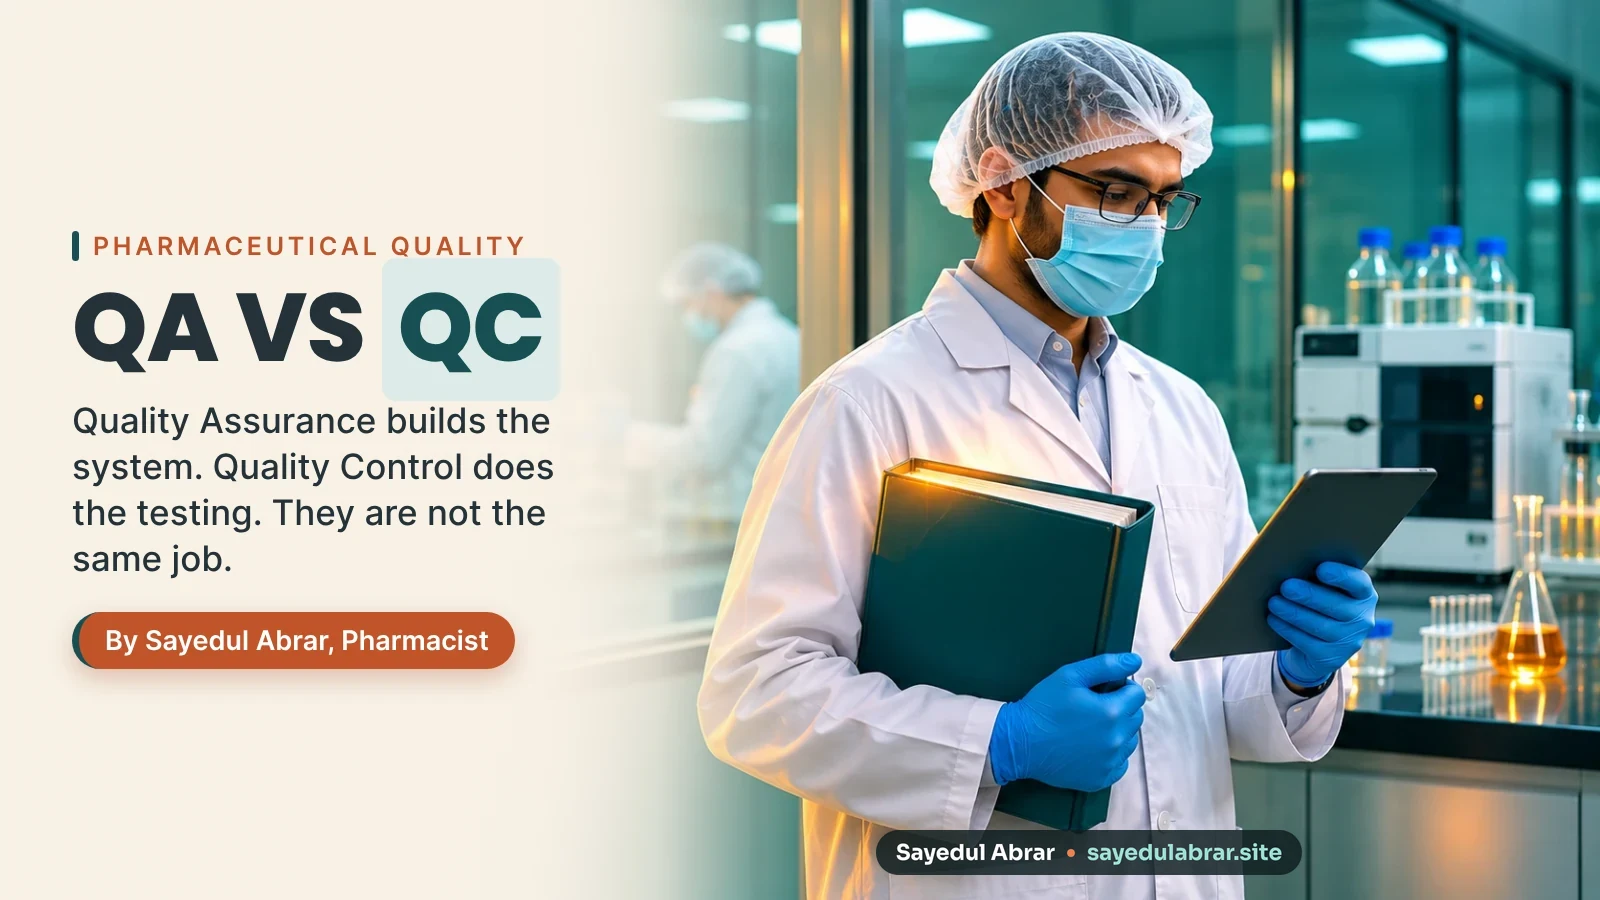 PHARMACEUTICAL QUALITY
QA VS QC
Quality Assurance builds the
system. Quality Control does
the testing. They are not the
same job.
By Sayedul Abrar, Pharmacist
Sayedul Abrar • sayedulabrar.site